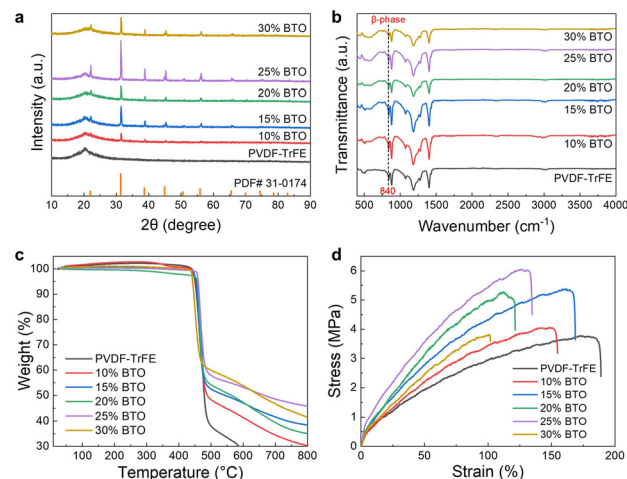 a
Intensity (a.u.)
30% BTO
25% BTO
20% BTO
15% BTO
10% BTO
PVDF-TrFE
PDF# 31-0174
10 20 30 40 50 60 70 80 90
2θ (degree)
b
β-phase
Transmittance (a.u.)
30% BTO
25% BTO
20% BTO
15% BTO
10% BTO
PVDF-TrFE
840
500 1000 1500 2000 2500 3000 3500 4000
Wavenumber (cm⁻¹)
c
Weight (%)
100
90
80
70
60
50
40
30
PVDF-TrFE
10% BTO
15% BTO
20% BTO
25% BTO
30% BTO
100 200 300 400 500 600 700 800
Temperature (°C)
d
Stress (MPa)
6
5
4
3
2
1
0
PVDF-TrFE
10% BTO
15% BTO
20% BTO
25% BTO
30% BTO
0 50 100 150 200
Strain (%)